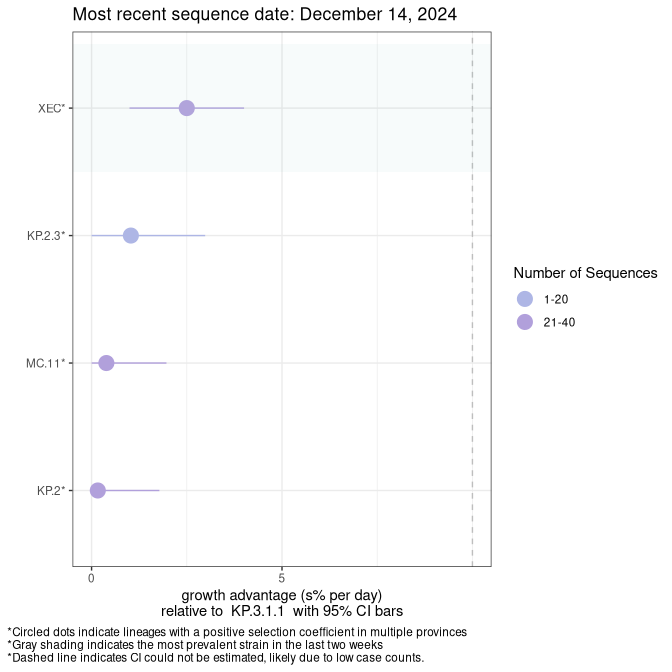 Most recent sequence date: December 14, 2024
XEC*
KP.2.3*
MC.11*
KP.2*
0
5
growth advantage (s% per day)
relative to KP.3.1.1 with 95% CI bars
Number of Sequences
1-20
21-40
*Circled dots indicate lineages with a positive selection coefficient in multiple provinces
*Gray shading indicates the most prevalent strain in the last two weeks
*Dashed line indicates CI could not be estimated, likely due to low case counts.